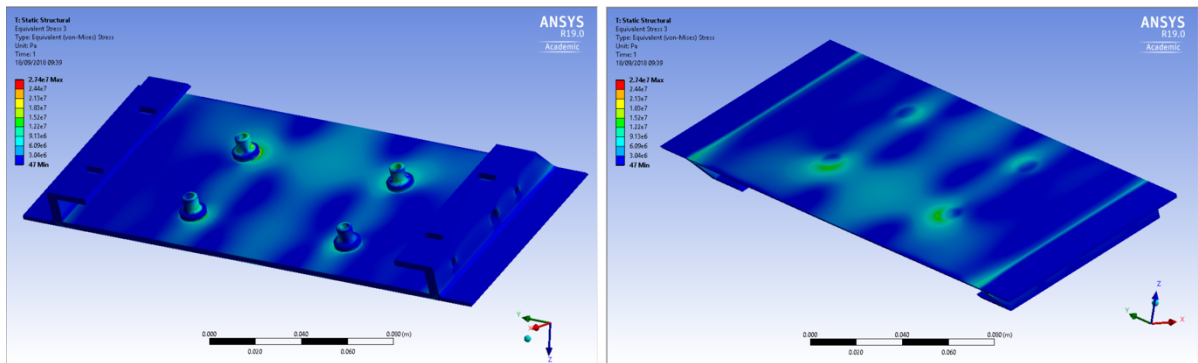 T: Static Structural
Equivalent Stress 3
Type: Equivalent (von-Mises) Stress
Unit: Pa
Time: 1
18/09/2018 09:39
2.74e7 Max
2.44e7
2.13e7
1.83e7
1.52e7
1.22e7
9.13e6
6.09e6
3.04e6
47 Min
ANSYS
R19.0
Academic
0.000
0.040
0.080 (m)
0.020
0.060
Y
X
Z
T: Static Structural
Equivalent Stress 3
Type: Equivalent (von-Mises) Stress
Unit: Pa
Time: 1
18/09/2018 09:39
2.74e7 Max
2.44e7
2.13e7
1.83e7
1.52e7
1.22e7
9.13e6
6.09e6
3.04e6
47 Min
ANSYS
R19.0
Academic
0.000
0.040
0.080 (m)
0.020
0.060
Z
Y
X